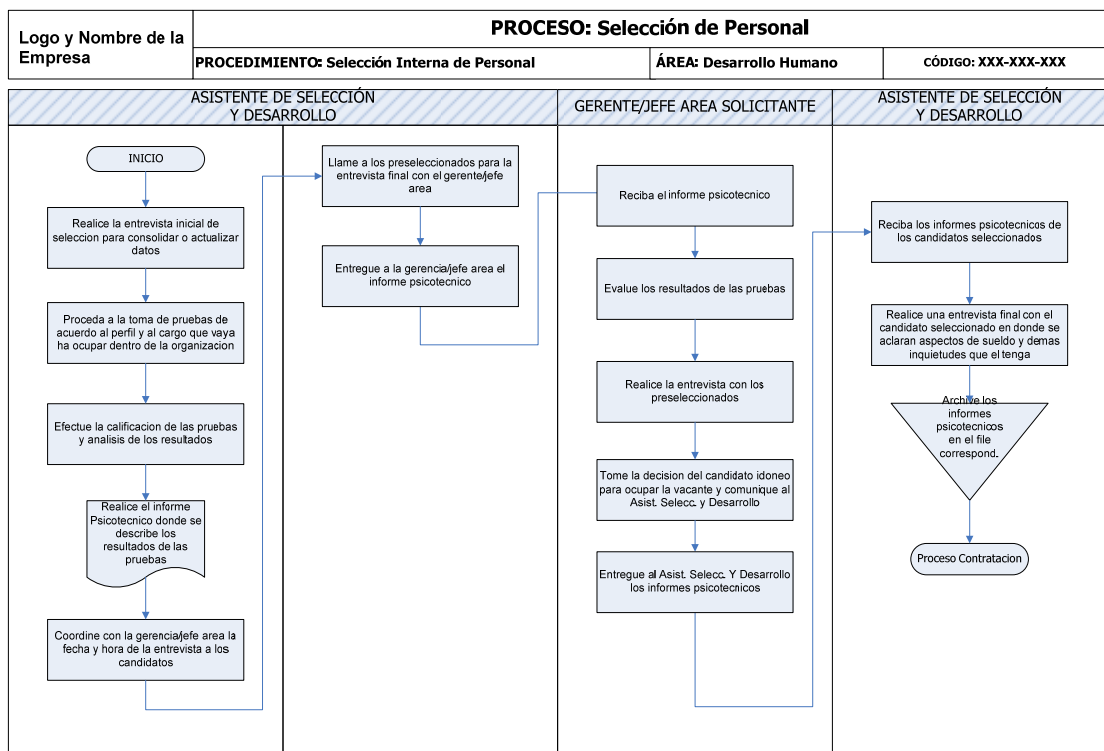 Logo y Nombre de la
Empresa
PROCESO: Selección de Personal
PROCEDIMIENTO: Selección Interna de Personal
ÁREA: Desarrollo Humano
CÓDIGO: XXX-XXX-XXX
ASISTENTE DE SELECCIÓN
Y DESARROLLO
GERENTE/JEFE AREA SOLICITANTE
ASISTENTE DE SELECCIÓN
Y DESARROLLO
INICIO
Realice la entrevista inicial de
seleccion para consolidar o actualizar
datos
Proceda a la toma de pruebas de
acuerdo al perfil y al cargo que vaya
ha ocupar dentro de la organizacion
Efectue la calificacion de las pruebas
y analisis de los resultados
Realice el informe
Psicotecnico donde se
describe los
resultados de las
pruebas
Coordine con la gerencia/jefe area la
fecha y hora de la entrevista a los
candidatos
Llame a los preseleccionados para la
entrevista final con el gerente/jefe
area
Entregue a la gerencia/jefe area el
informe psicotecnico
Reciba el informe psicotecnico
Evalue los resultados de las pruebas
Realice la entrevista con los
preseleccionados
Tome la decision del candidato idoneo
para ocupar la vacante y comunique al
Asist. Selecc. y Desarrollo
Entregue al Asist. Selecc. Y Desarrollo
los informes psicotecnicos
Reciba los informes psicotecnicos de
los candidatos seleccionados
Realice una entrevista final con el
candidato seleccionado en donde se
aclaran aspectos de sueldo y demas
inquietudes que el tenga
Archive los
informes
psicotecnicos
en el file
correspond.
Proceso Contratacion